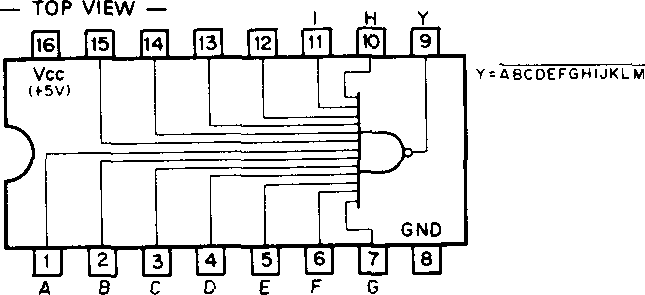 — TOP VIEW —
I H Y
16 15 14 13 12 11 10 9
Vcc
(+5V)
Y=ABCDEFGHIJKLM
GND
1 2 3 4 5 6 7 8
A B C D E F G